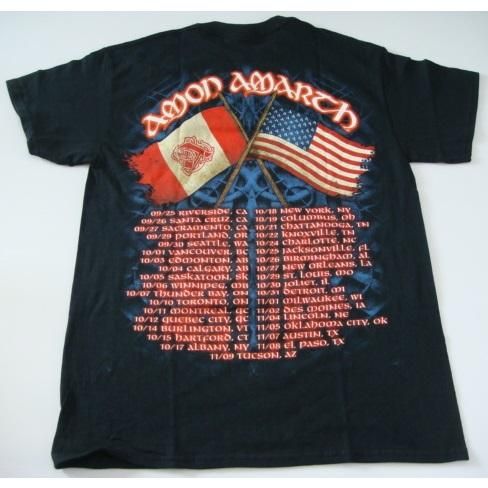 AMON AMARTH
09/25 RIVERSIDE, CA 10/18 NEW YORK, NY
09/26 SANTA CRUZ, CA 10/19 COLUMBUS, OH
09/27 SACRAMENTO, CA 10/21 CHATTANOOGA, TN
09/29 PORTLAND, OR 10/22 KNOXVILLE, TN
09/30 SEATTLE, WA 10/24 CHARLOTTE, NC
10/01 VANCOUVER, BC 10/25 JACKSONVILLE, FL
10/03 EDMONTON, AB 10/26 BIRMINGHAM, AL
10/04 CALGARY, AB 10/27 NEW ORLEANS, LA
10/05 SASKATOON, SK 10/29 ST. LOUIS, MO
10/06 WINNIPEG, MB 10/30 JOLIET, IL
10/07 THUNDER BAY, ON 10/31 DETROIT, MI
10/10 TORONTO, ON 11/01 MILWAUKEE, WI
10/11 MONTREAL, QC 11/02 DES MOINES, IA
10/12 QUEBEC CITY, QC 11/04 LINCOLN, NE
10/14 BURLINGTON, VT 11/05 OKLAHOMA CITY, OK
10/15 HARTFORD, CT 11/07 AUSTIN, TX
10/17 ALBANY, NY 11/08 EL PASO, TX
11/09 TUCSON, AZ